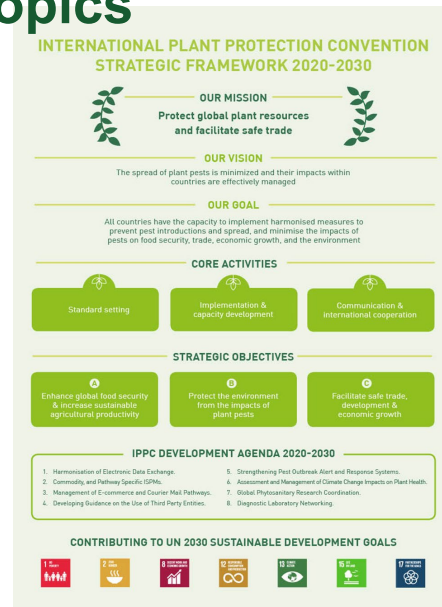 opics
INTERNATIONAL PLANT PROTECTION CONVENTION
STRATEGIC FRAMEWORK 2020-2030
OUR MISSION
Protect global plant resources
and facilitate safe trade
OUR VISION
The spread of plant pests is minimized and their impacts within
countries are effectively managed
OUR GOAL
All countries have the capacity to implement harmonised measures to
prevent pest introductions and spread, and minimise the impacts of
pests on food security, trade, economic growth, and the environment
CORE ACTIVITIES
Standard setting
Implementation &
capacity development
Communication &
international cooperation
STRATEGIC OBJECTIVES
A
Enhance global food security
& increase sustainable
agricultural productivity
B
Protect the environment
from the impacts of
plant pests
C
Facilitate safe trade,
development &
economic growth
IPPC DEVELOPMENT AGENDA 2020-2030
1. Harmonisation of Electronic Data Exchange.
2. Commodity, and Pathway Specific ISPMs.
3. Management of E-commerce and Courier Mail Pathways.
4. Developing Guidance on the Use of Third Party Entities.
5. Strengthening Pest Outbreak Alert and Response Systems.
6. Assessment and Management of Climate Change Impacts on Plant Health.
7. Global Phytosanitary Research Coordination.
8. Diagnostic Laboratory Networking.
CONTRIBUTING TO UN 2030 SUSTAINABLE DEVELOPMENT GOALS
1
2
8
12
13
15
17